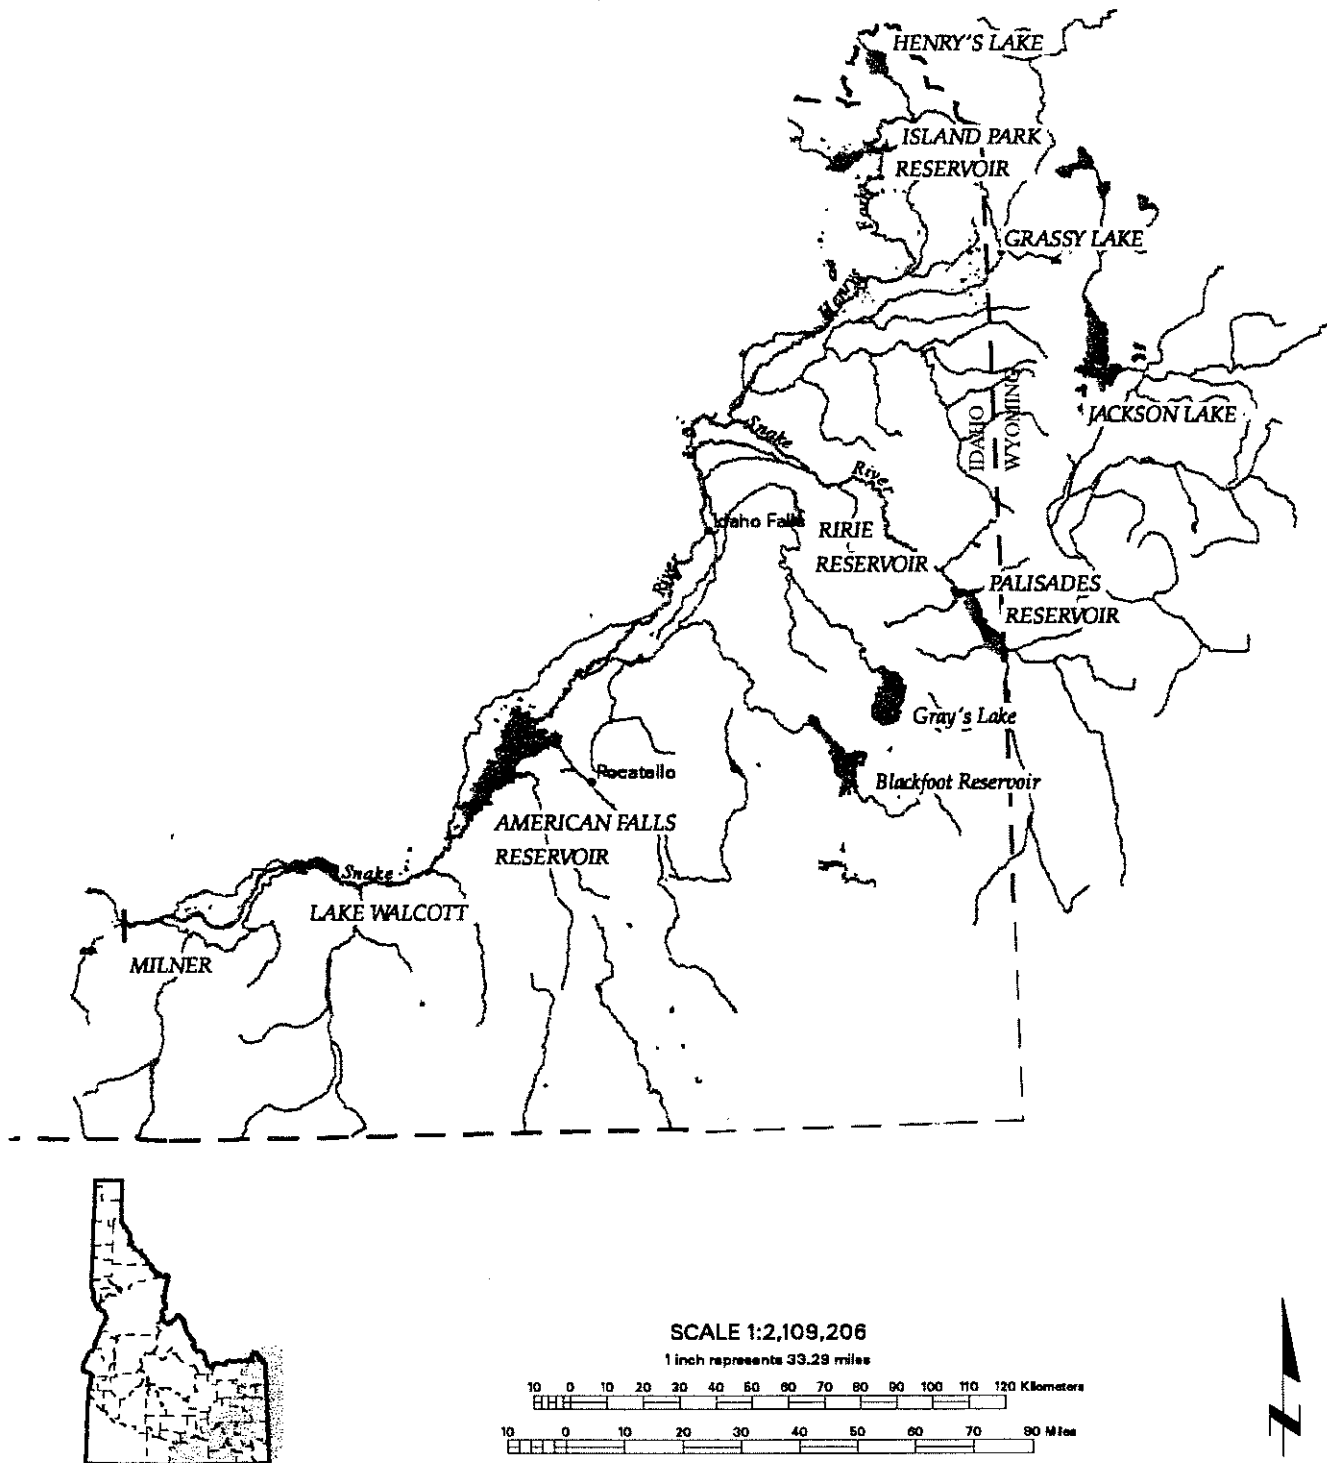 HENRY'S LAKE
ISLAND PARK
RESERVOIR
Fork
GRASSY LAKE
Henrys
JACKSON LAKE
IDAHO
WYOMING
Snake
River
Idaho Falls
RIRIE
RESERVOIR
River
PALISADES
RESERVOIR
Gray's Lake
Pocatello
Blackfoot Reservoir
AMERICAN FALLS
RESERVOIR
Snake
LAKE WALCOTT
MILNER
SCALE 1:2,109,206
1 inch represents 33.29 miles
10 0 10 20 30 40 50 60 70 80 90 100 110 120 Kilometers
10 0 10 20 30 40 50 60 70 80 Miles
N